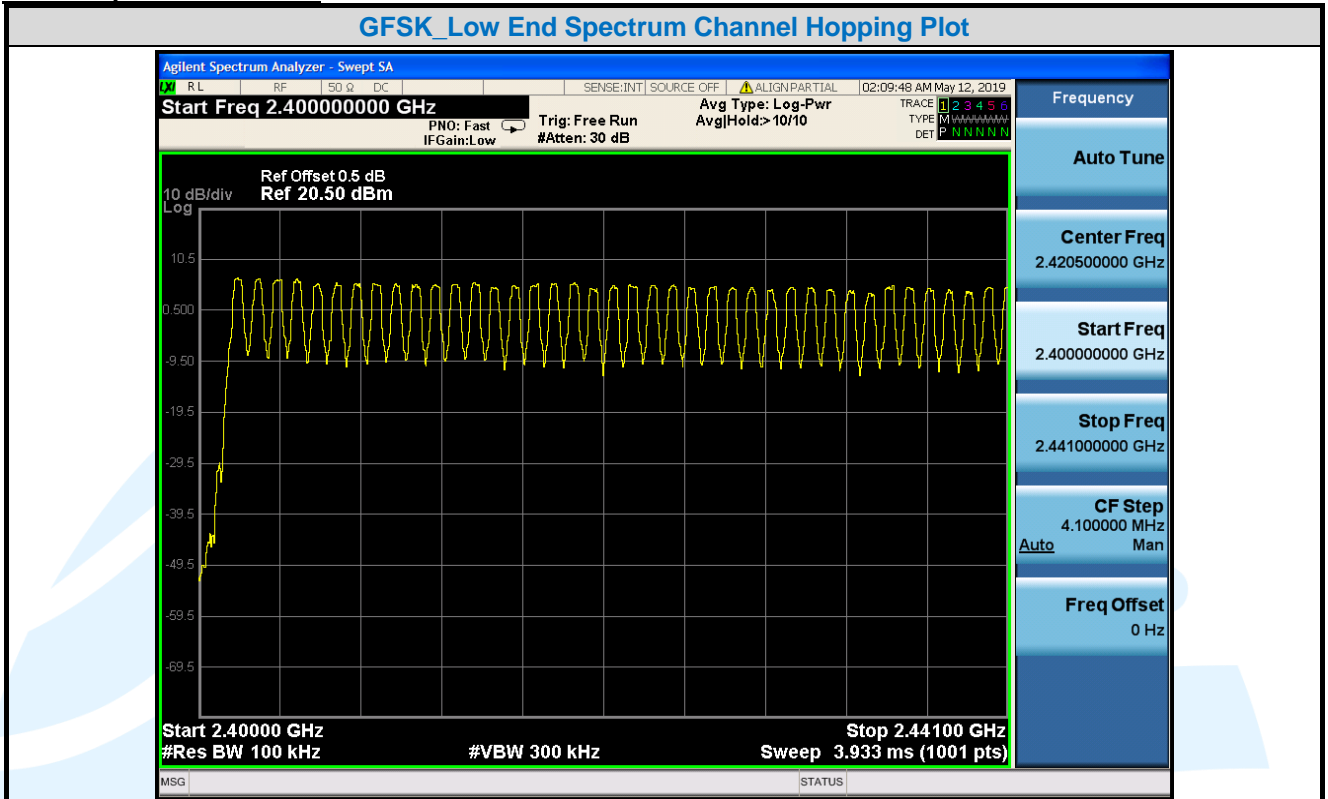 GFSK_Low End Spectrum Channel Hopping Plot
Agilent Spectrum Analyzer - Swept SA
LXI RL RF 50 Ω DC SENSE:INT SOURCE OFF ALIGN PARTIAL 02:09:48 AM May 12, 2019
Start Freq 2.400000000 GHz
PNO: Fast
IFGain:Low
Trig: Free Run
#Atten: 30 dB
Avg Type: Log-Pwr
Avg|Hold:> 10/10
TRACE 1 2 3 4 5 6
TYPE M WWWWW
DET P N N N N N
Ref Offset 0.5 dB
10 dB/div Ref 20.50 dBm
Log
10.5
0.500
-9.50
-19.5
-29.5
-39.5
-49.5
-59.5
-69.5
Start 2.40000 GHz Stop 2.44100 GHz
#Res BW 100 kHz #VBW 300 kHz Sweep 3.933 ms (1001 pts)
MSG STATUS
Frequency
Auto Tune
Center Freq
2.420500000 GHz
Start Freq
2.400000000 GHz
Stop Freq
2.441000000 GHz
CF Step
4.100000 MHz
Auto Man
Freq Offset
0 Hz